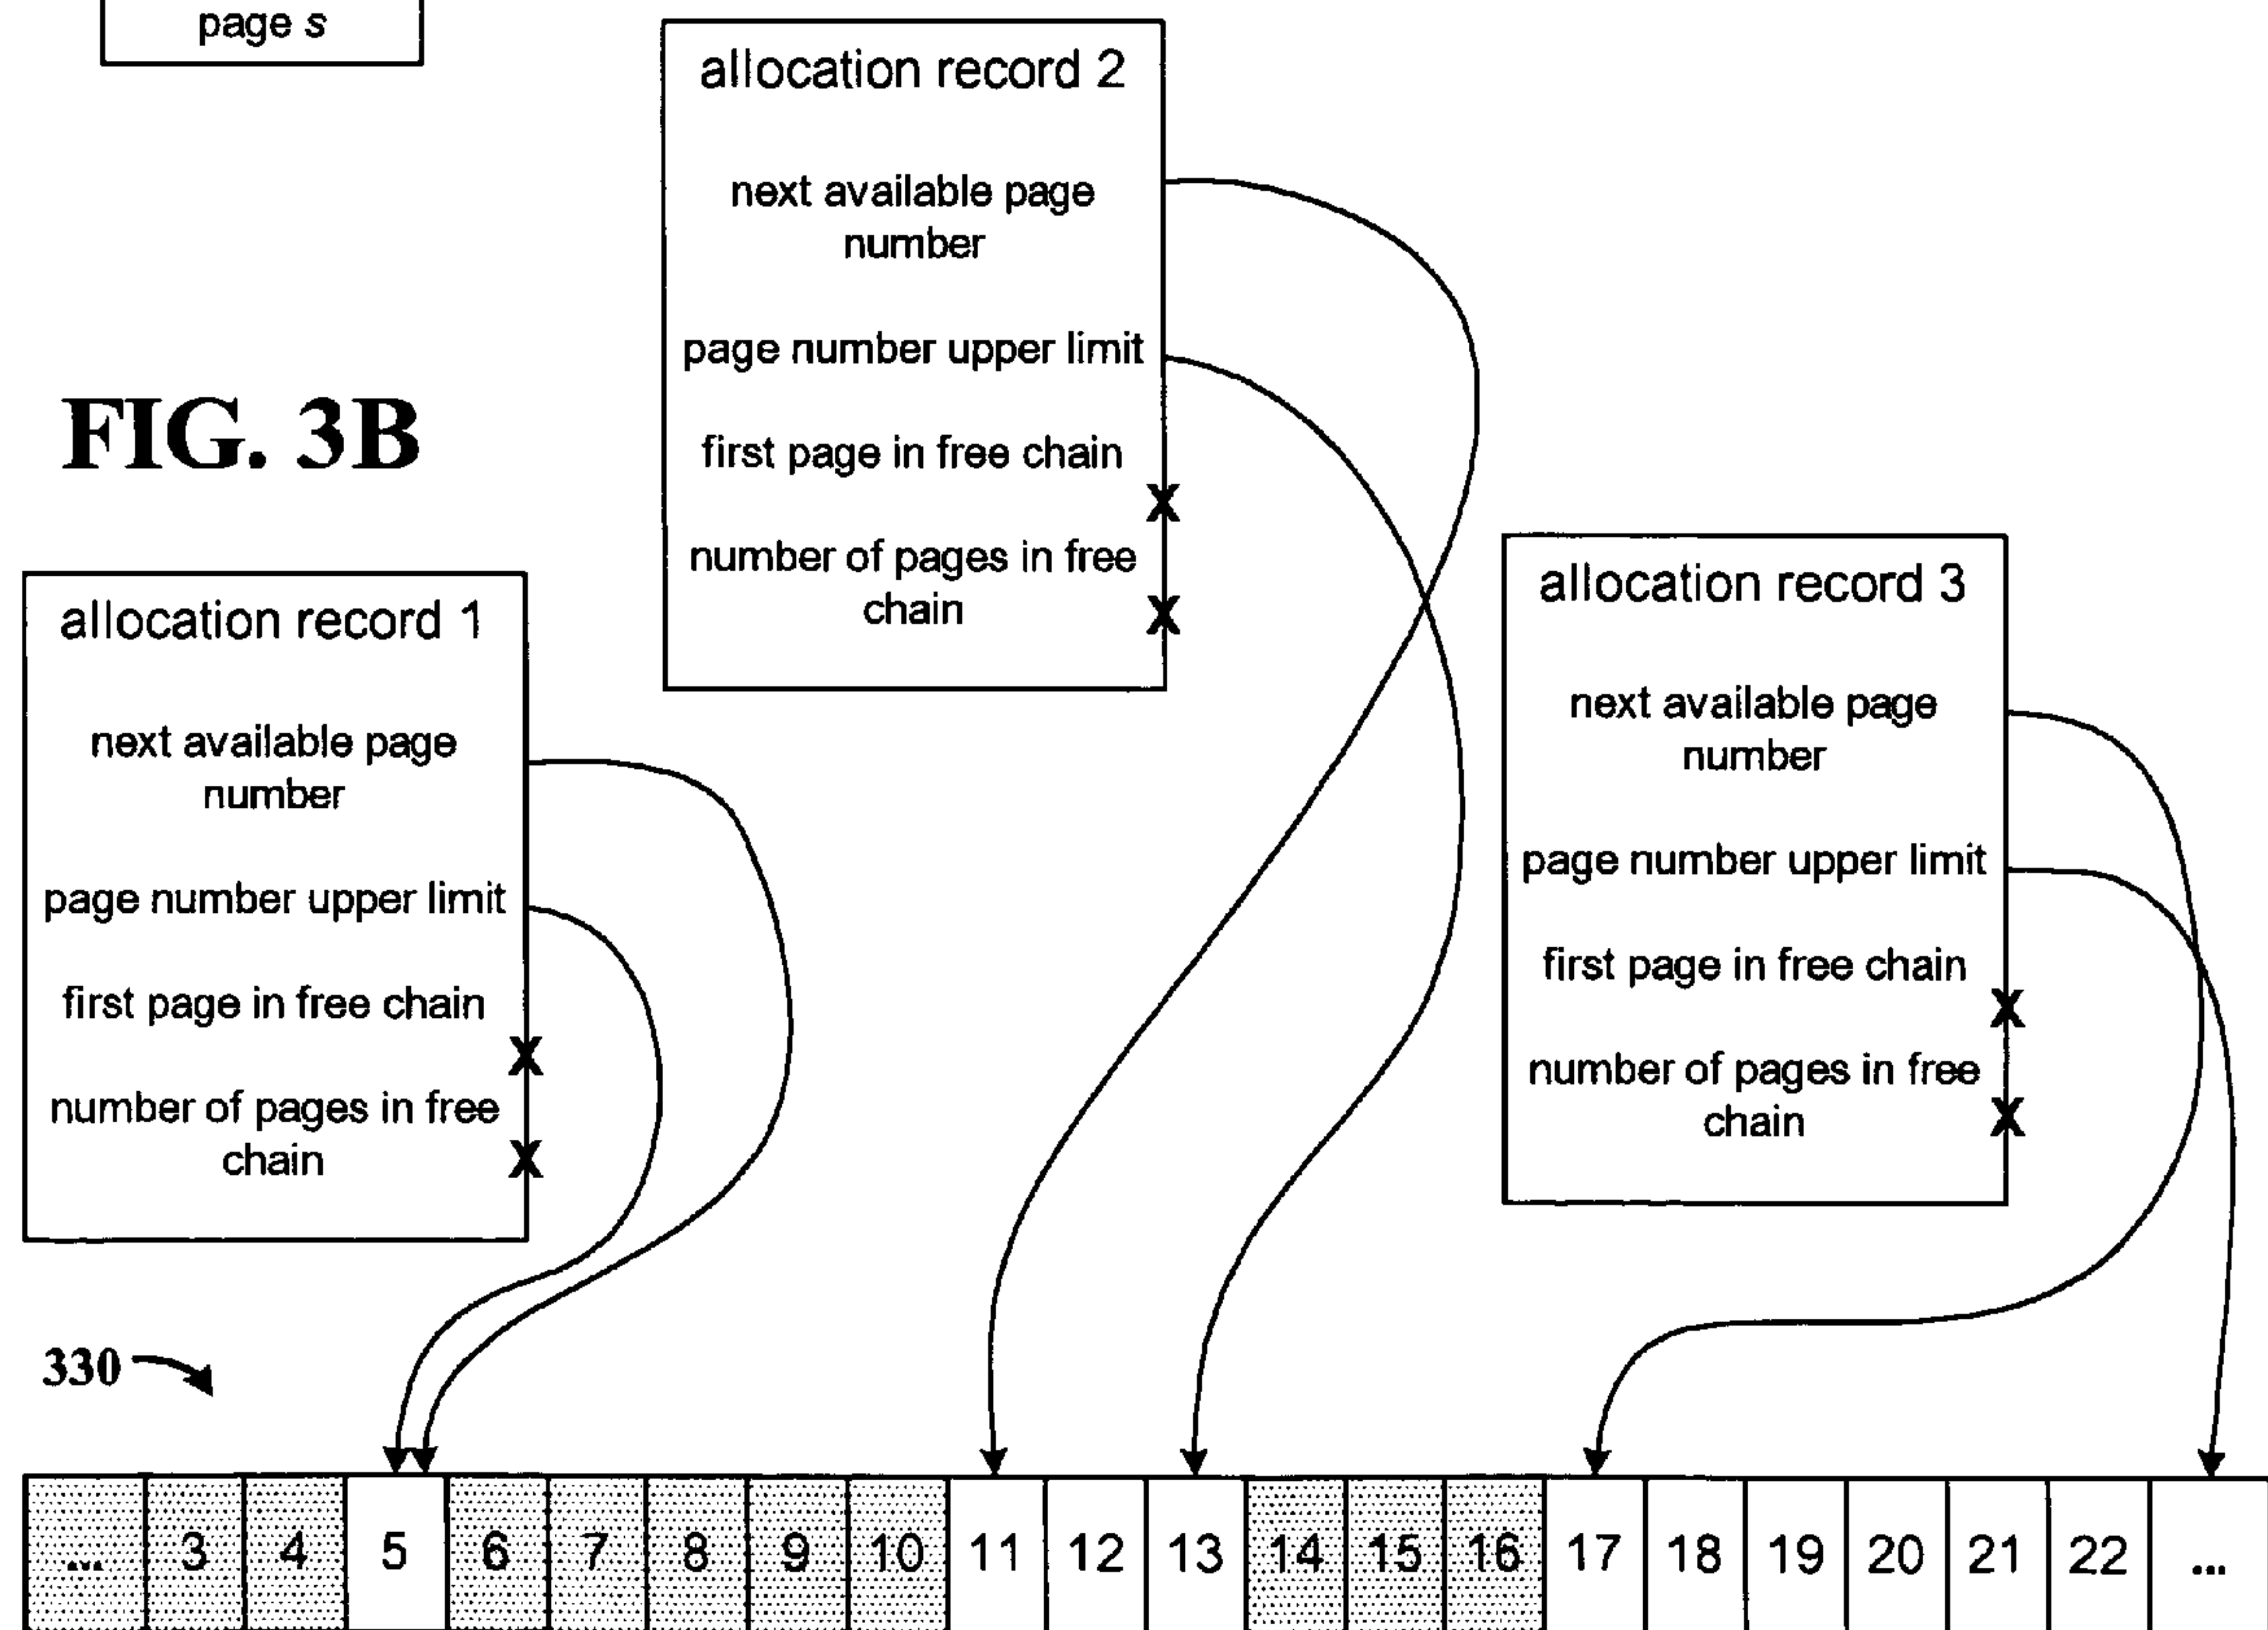 page s
allocation record 2
next available page
number
page number upper limit
first page in free chain
X
number of pages in free
chain
X
FIG. 3B
allocation record 1
next available page
number
page number upper limit
first page in free chain
X
number of pages in free
chain
X
allocation record 3
next available page
number
page number upper limit
first page in free chain
X
number of pages in free
chain
X
330
... 3 4 5 6 7 8 9 10 11 12 13 14 15 16 17 18 19 20 21 22 ...